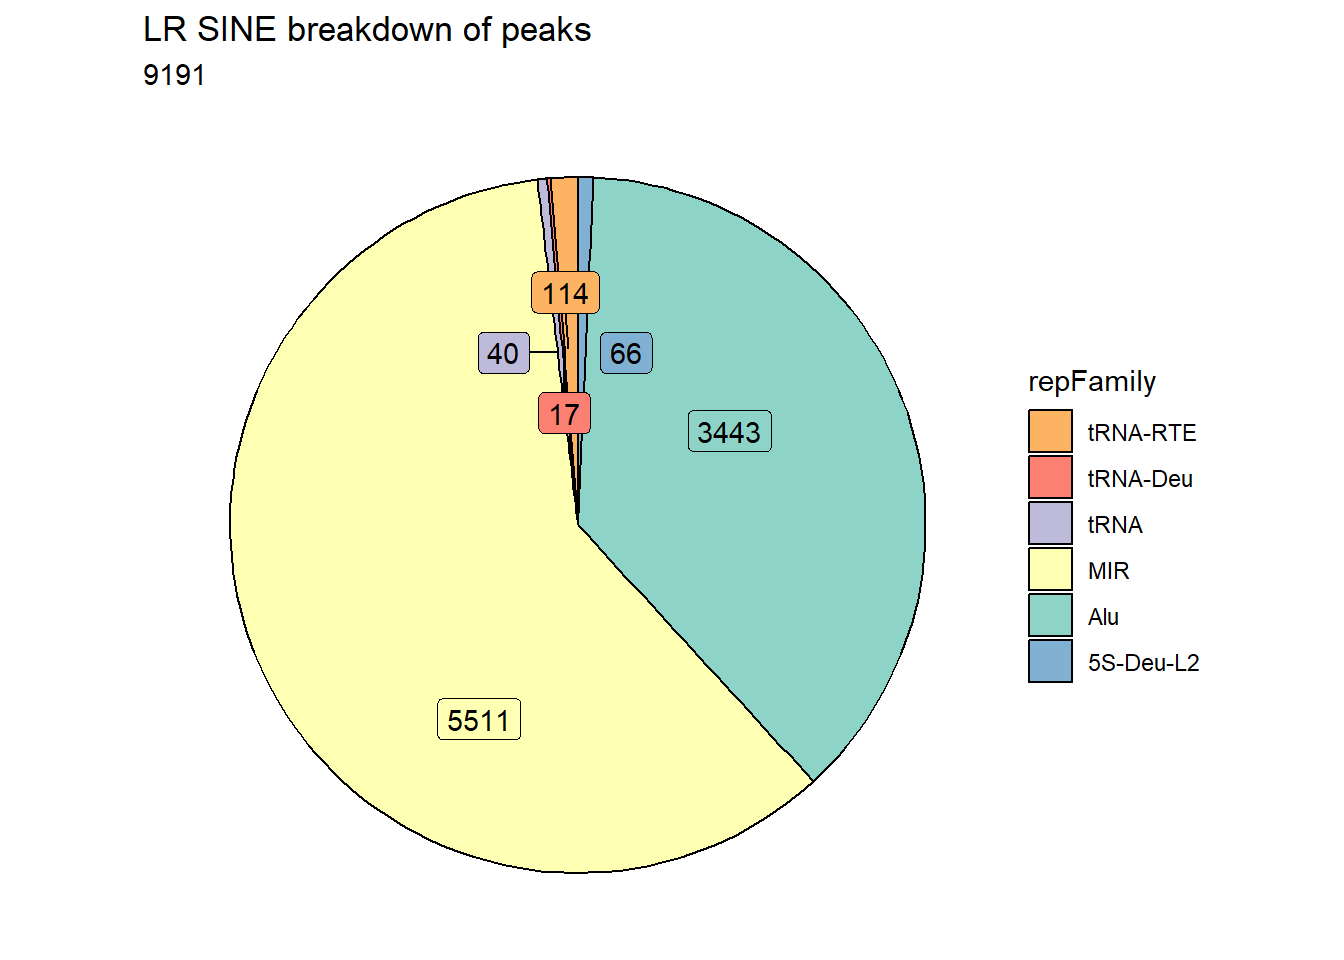 LR SINE breakdown of peaks
9191
114
40
66
17
3443
5511
repFamily
tRNA-RTE
tRNA-Deu
tRNA
MIR
Alu
5S-Deu-L2